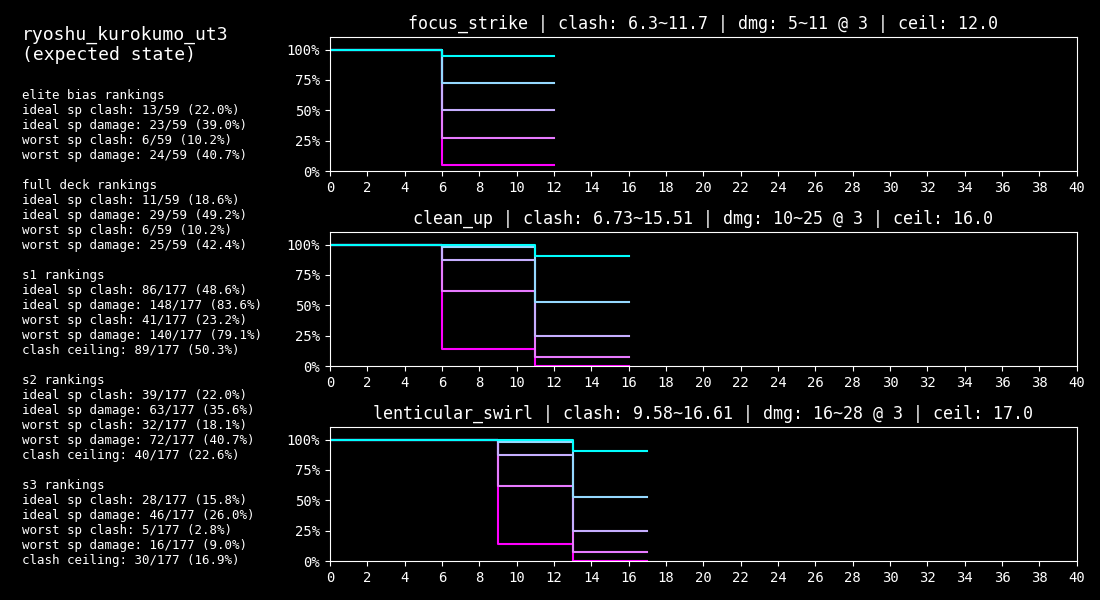 ryoshu_kurokumo_ut3
(expected state)
elite bias rankings
ideal sp clash: 13/59 (22.0%)
ideal sp damage: 23/59 (39.0%)
worst sp clash: 6/59 (10.2%)
worst sp damage: 24/59 (40.7%)
full deck rankings
ideal sp clash: 11/59 (18.6%)
ideal sp damage: 29/59 (49.2%)
worst sp clash: 6/59 (10.2%)
worst sp damage: 25/59 (42.4%)
s1 rankings
ideal sp clash: 86/177 (48.6%)
ideal sp damage: 148/177 (83.6%)
worst sp clash: 41/177 (23.2%)
worst sp damage: 140/177 (79.1%)
clash ceiling: 89/177 (50.3%)
s2 rankings
ideal sp clash: 39/177 (22.0%)
ideal sp damage: 63/177 (35.6%)
worst sp clash: 32/177 (18.1%)
worst sp damage: 72/177 (40.7%)
clash ceiling: 40/177 (22.6%)
s3 rankings
ideal sp clash: 28/177 (15.8%)
ideal sp damage: 46/177 (26.0%)
worst sp clash: 5/177 (2.8%)
worst sp damage: 16/177 (9.0%)
clash ceiling: 30/177 (16.9%)
focus_strike | clash: 6.3~11.7 | dmg: 5~11 @ 3 | ceil: 12.0
100%
75%
50%
25%
0%
0 2 4 6 8 10 12 14 16 18 20 22 24 26 28 30 32 34 36 38 40
clean_up | clash: 6.73~15.51 | dmg: 10~25 @ 3 | ceil: 16.0
100%
75%
50%
25%
0%
0 2 4 6 8 10 12 14 16 18 20 22 24 26 28 30 32 34 36 38 40
lenticular_swirl | clash: 9.58~16.61 | dmg: 16~28 @ 3 | ceil: 17.0
100%
75%
50%
25%
0%
0 2 4 6 8 10 12 14 16 18 20 22 24 26 28 30 32 34 36 38 40